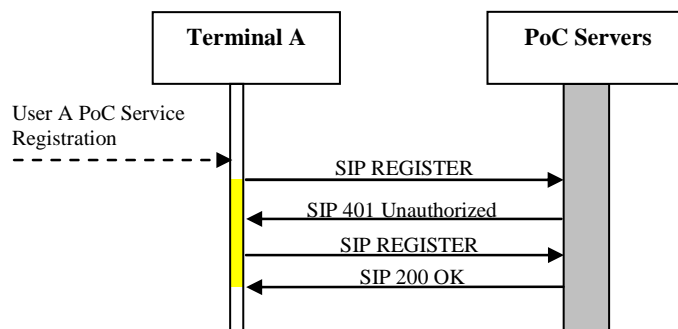 Terminal A
PoC Servers
User A PoC Service
Registration
SIP REGISTER
SIP 401 Unauthorized
SIP REGISTER
SIP 200 OK